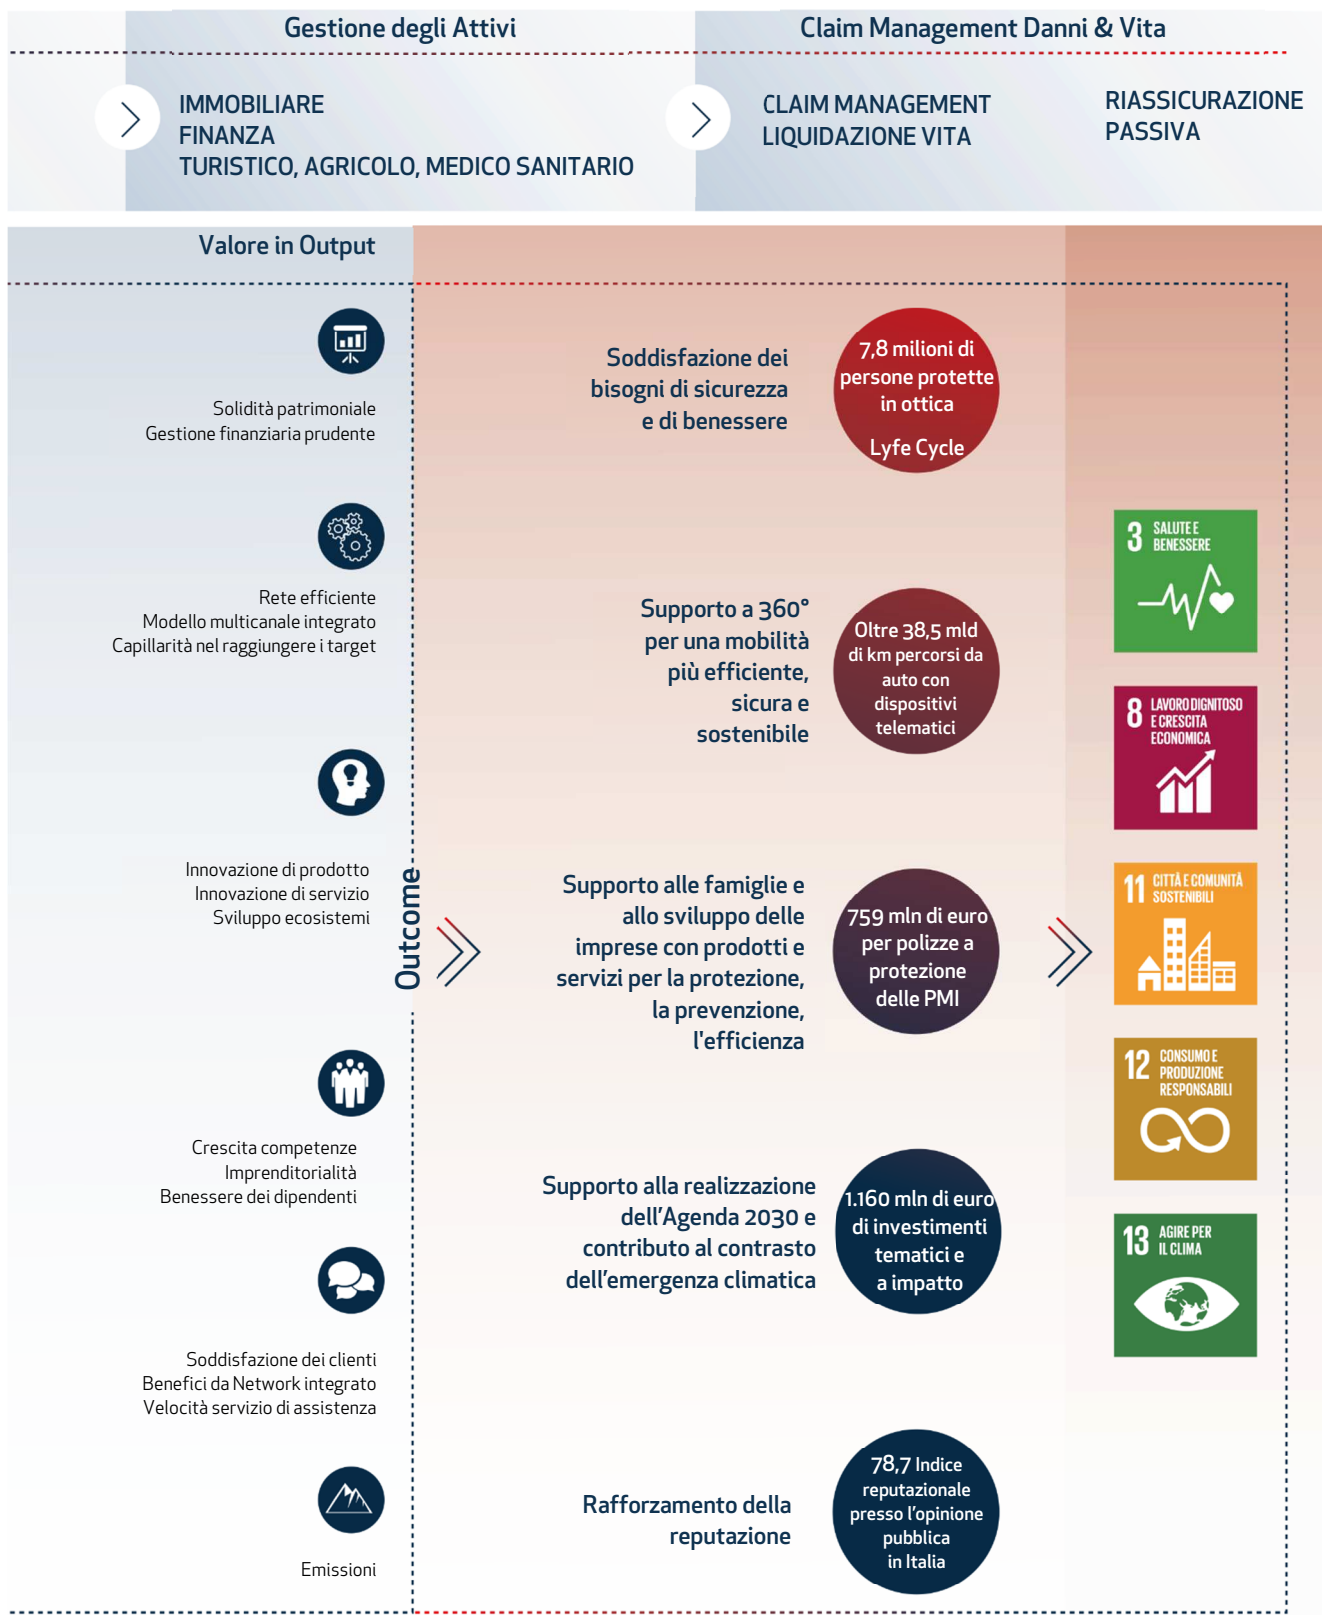 Gestione degli Attivi
Claim Management Danni & Vita
IMMOBILIARE
FINANZA
TURISTICO, AGRICOLO, MEDICO SANITARIO
CLAIM MANAGEMENT
LIQUIDAZIONE VITA
RIASSICURAZIONE
PASSIVA
Valore in Output
Solidità patrimoniale
Gestione finanziaria prudente
Rete efficiente
Modello multicanale integrato
Capillarità nel raggiungere i target
Innovazione di prodotto
Innovazione di servizio
Sviluppo ecosistemi
Crescita competenze
Imprenditorialità
Benessere dei dipendenti
Soddisfazione dei clienti
Benefici da Network integrato
Velocità servizio di assistenza
Emissioni
Outcome
Soddisfazione dei
bisogni di sicurezza
e di benessere
7,8 milioni di
persone protette
in ottica
Lyfe Cycle
Supporto a 360°
per una mobilità
più efficiente,
sicura e
sostenibile
Oltre 38,5 mld
di km percorsi da
auto con
dispositivi
telematici
Supporto alle famiglie e
allo sviluppo delle
imprese con prodotti e
servizi per la protezione,
la prevenzione,
l'efficienza
759 mln di euro
per polizze a
protezione
delle PMI
Supporto alla realizzazione
dell'Agenda 2030 e
contributo al contrasto
dell'emergenza climatica
1.160 mln di euro
di investimenti
tematici e
a impatto
Rafforzamento della
reputazione
78,7 Indice
reputazionale
presso l'opinione
pubblica
in Italia
3 SALUTE E
BENESSERE
8 LAVORO DIGNITOSO
E CRESCITA
ECONOMICA
11 CITTÀ E COMUNITÀ
SOSTENIBILI
12 CONSUMO E
PRODUZIONE
RESPONSABILI
13 AGIRE PER
IL CLIMA